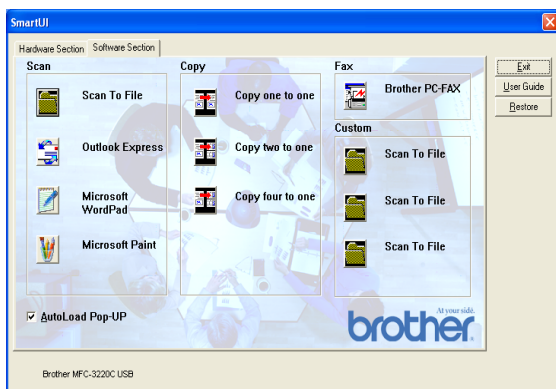 SmartUI
Hardware Section
Software Section
Scan
Scan To File
Outlook Express
Microsoft
WordPad
Microsoft Paint
Copy
Copy one to one
Copy two to one
Copy four to one
Fax
Brother PC-FAX
Custom
Scan To File
Scan To File
Scan To File
Exit
User Guide
Restore
AutoLoad Pop-UP
At your side.
brother
Brother MFC-3220C USB